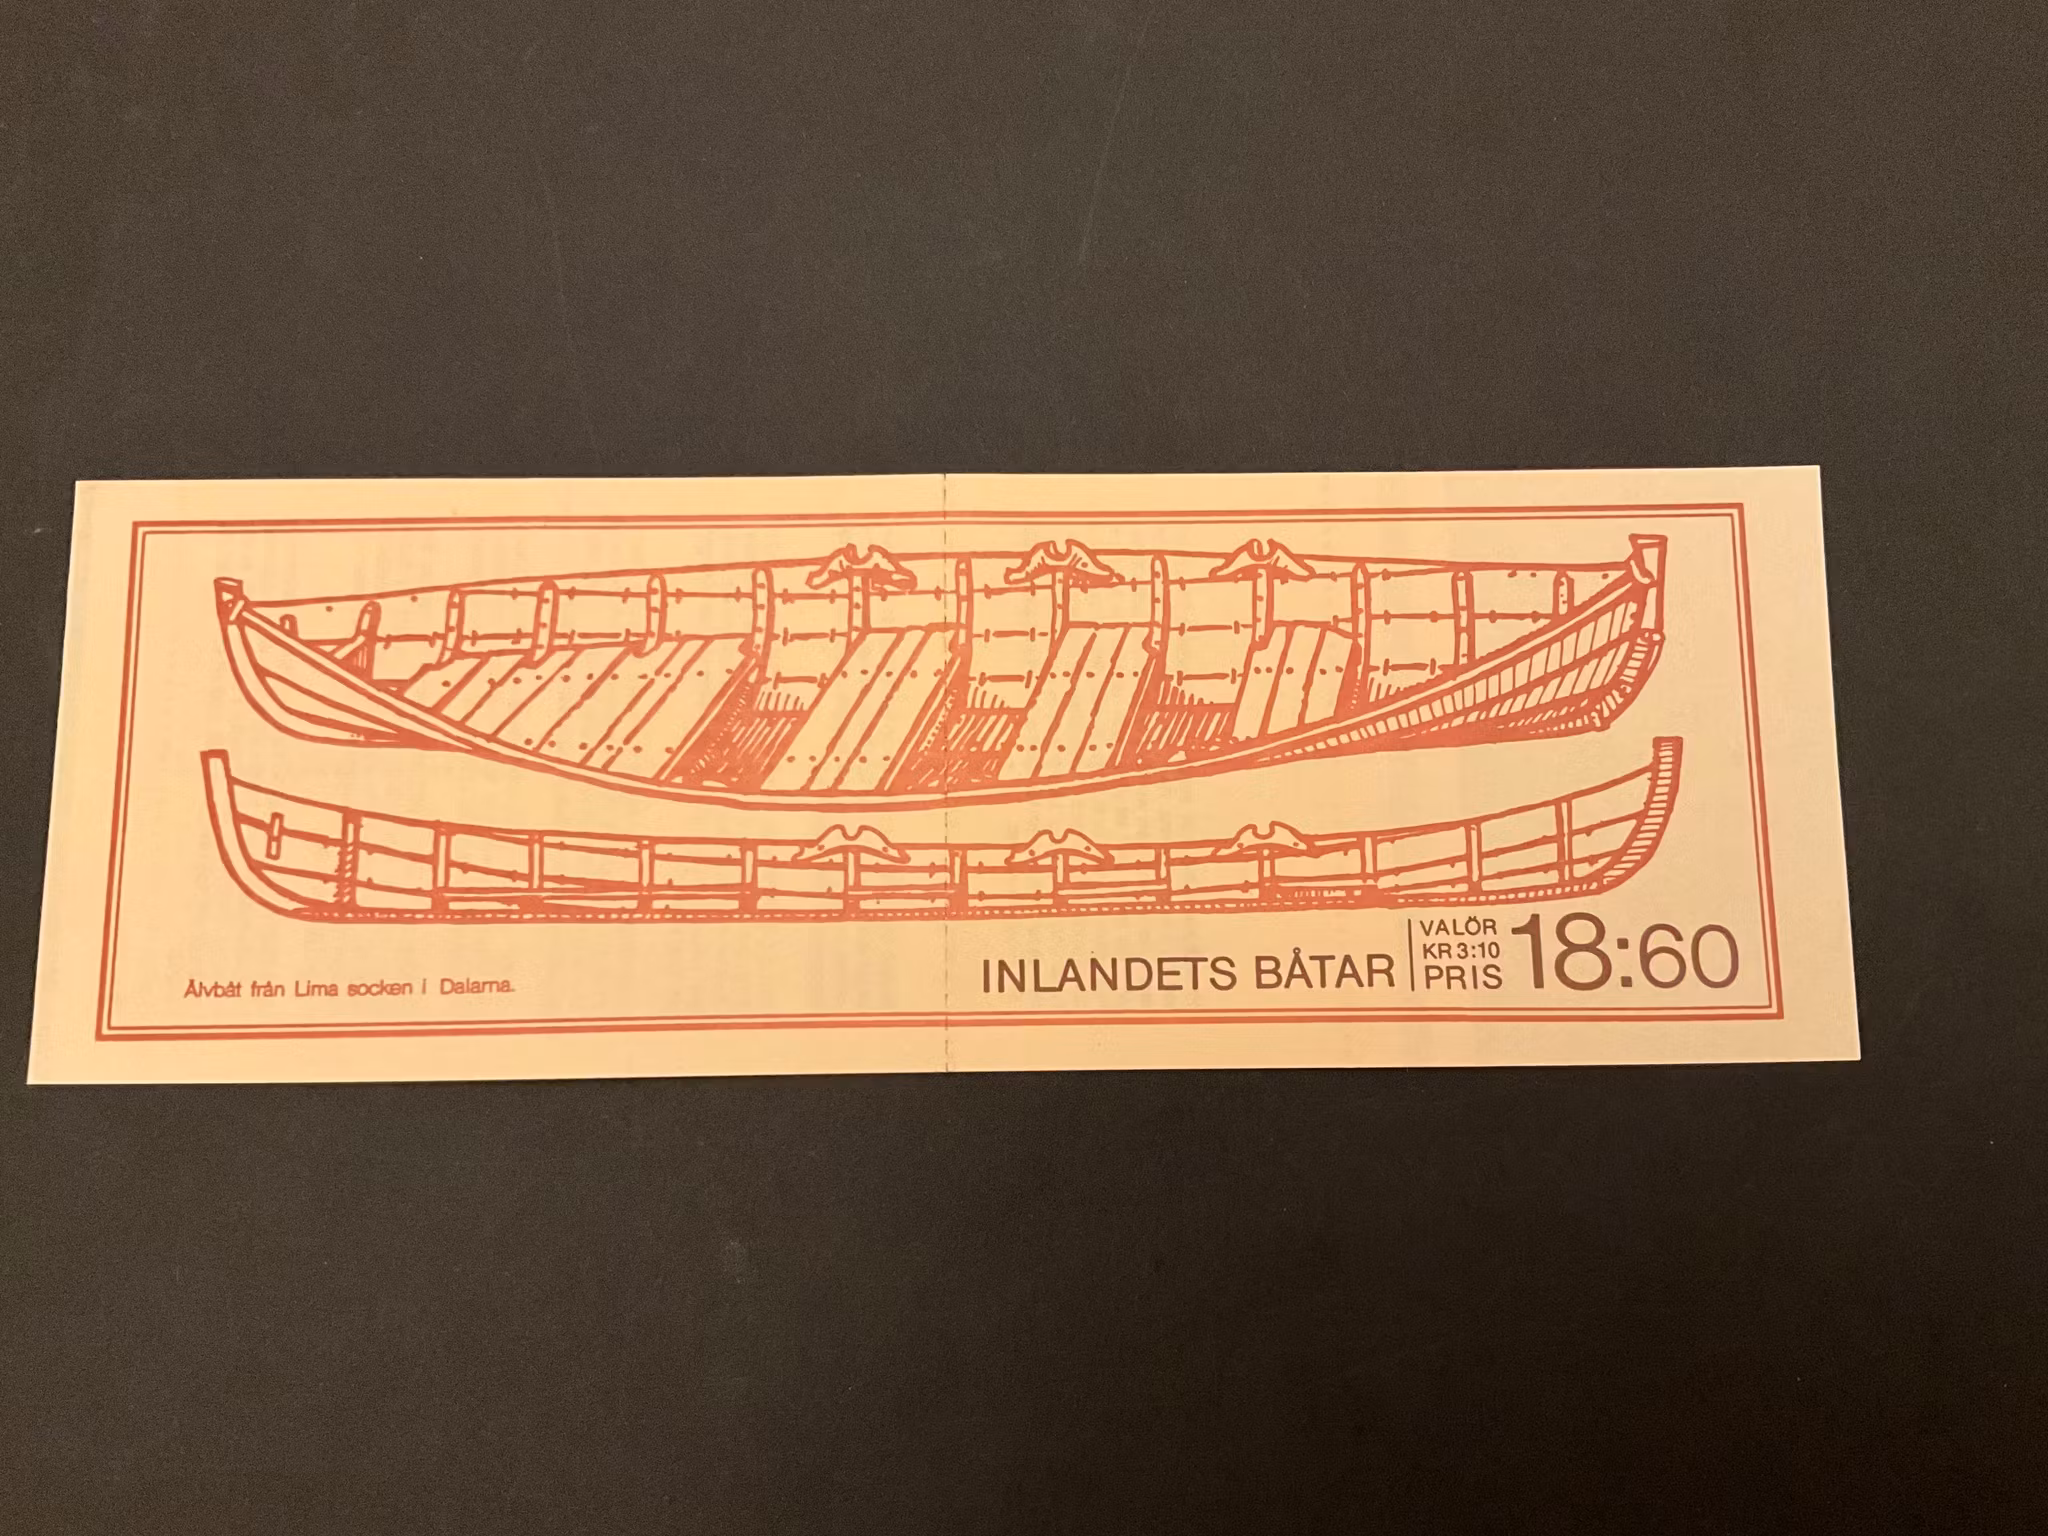 Älvbåt från Lima socken i Dalarna.
INLANDETS BÅTAR
VALÖR
KR 3:10
PRIS
18:60